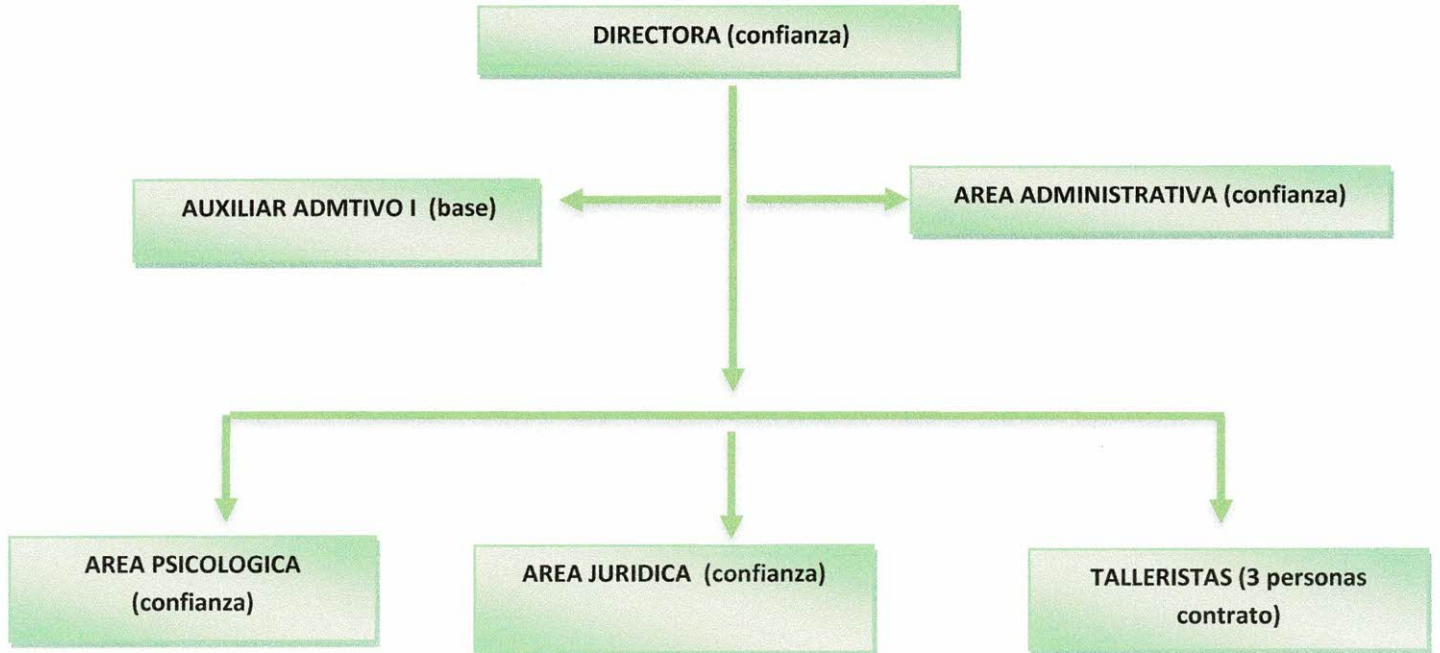 DIRECTORA (confianza)
AUXILIAR ADMTIVO I (base)
AREA ADMINISTRATIVA (confianza)
AREA PSICOLOGICA
(confianza)
AREA JURIDICA (confianza)
TALLERISTAS (3 personas
contrato)